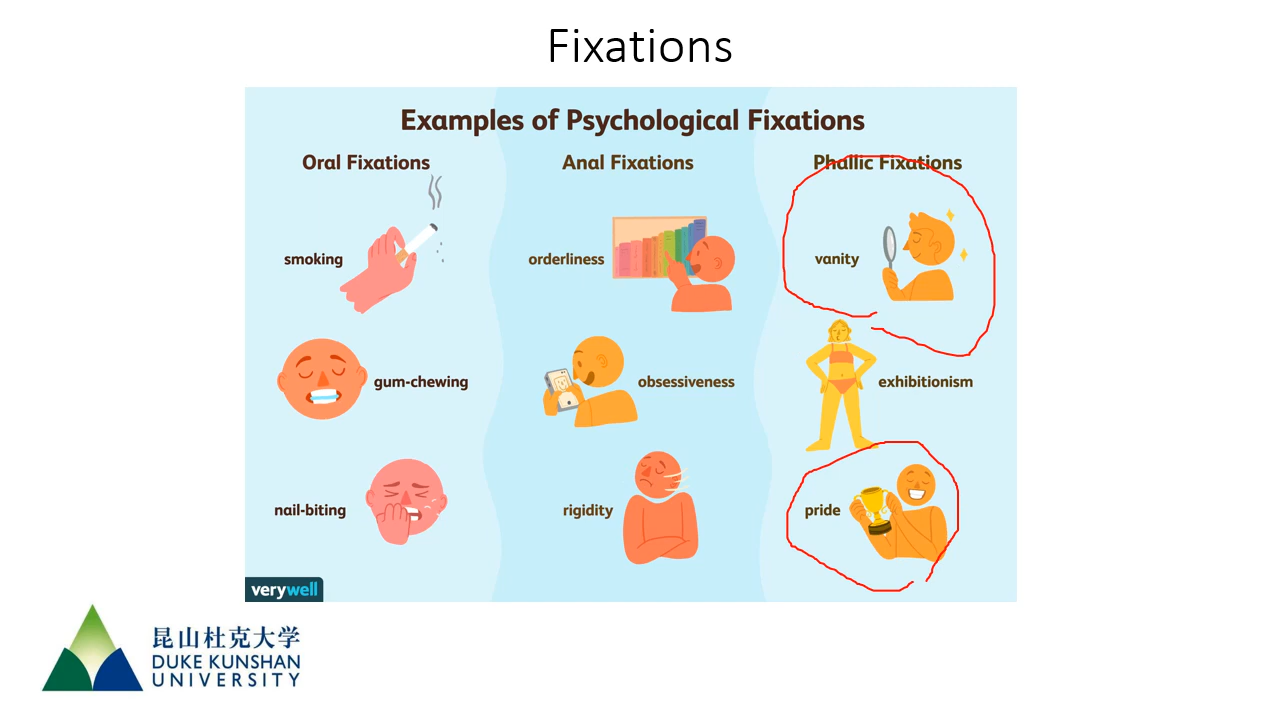 Fixations
Examples of Psychological Fixations
Oral Fixations
smoking
gum-chewing
nail-biting
Anal Fixations
orderliness
obsessiveness
rigidity
Phallic Fixations
vanity
exhibitionism
pride
verywell
昆山杜克大学
DUKE KUNSHAN
UNIVERSITY